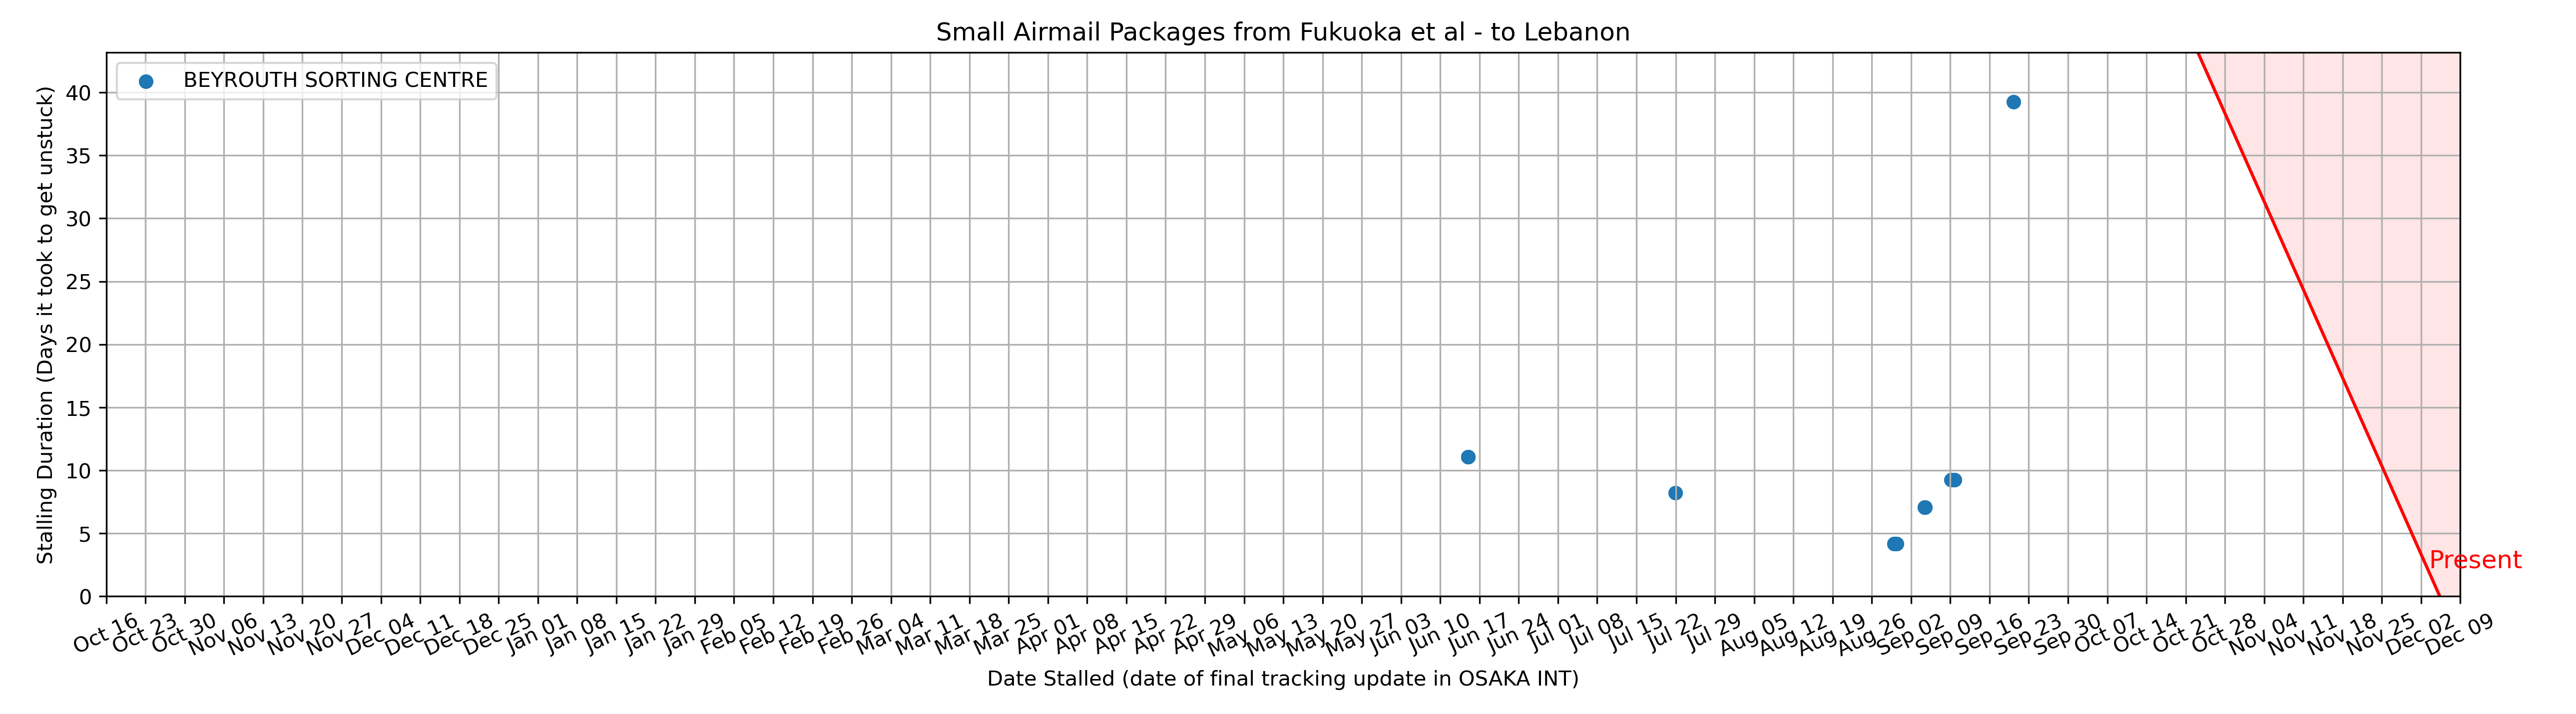 Small Airmail Packages from Fukuoka et al - to Lebanon
BEYROUTH SORTING CENTRE
Stalling Duration (Days it took to get unstuck)
40
35
30
25
20
15
10
5
0
Present
Oct 16
Oct 23
Oct 30
Nov 06
Nov 13
Nov 20
Nov 27
Dec 04
Dec 11
Dec 18
Dec 25
Jan 01
Jan 08
Jan 15
Jan 22
Jan 29
Feb 05
Feb 12
Feb 19
Feb 26
Mar 04
Mar 11
Mar 18
Mar 25
Apr 01
Apr 08
Apr 15
Apr 22
Apr 29
May 06
May 13
May 20
May 27
Jun 03
Jun 10
Jun 17
Jun 24
Jul 01
Jul 08
Jul 15
Jul 22
Jul 29
Aug 05
Aug 12
Aug 19
Aug 26
Sep 02
Sep 09
Sep 16
Sep 23
Sep 30
Oct 07
Oct 14
Oct 21
Oct 28
Nov 04
Nov 11
Nov 18
Nov 25
Dec 02
Dec 09
Date Stalled (date of final tracking update in OSAKA INT)